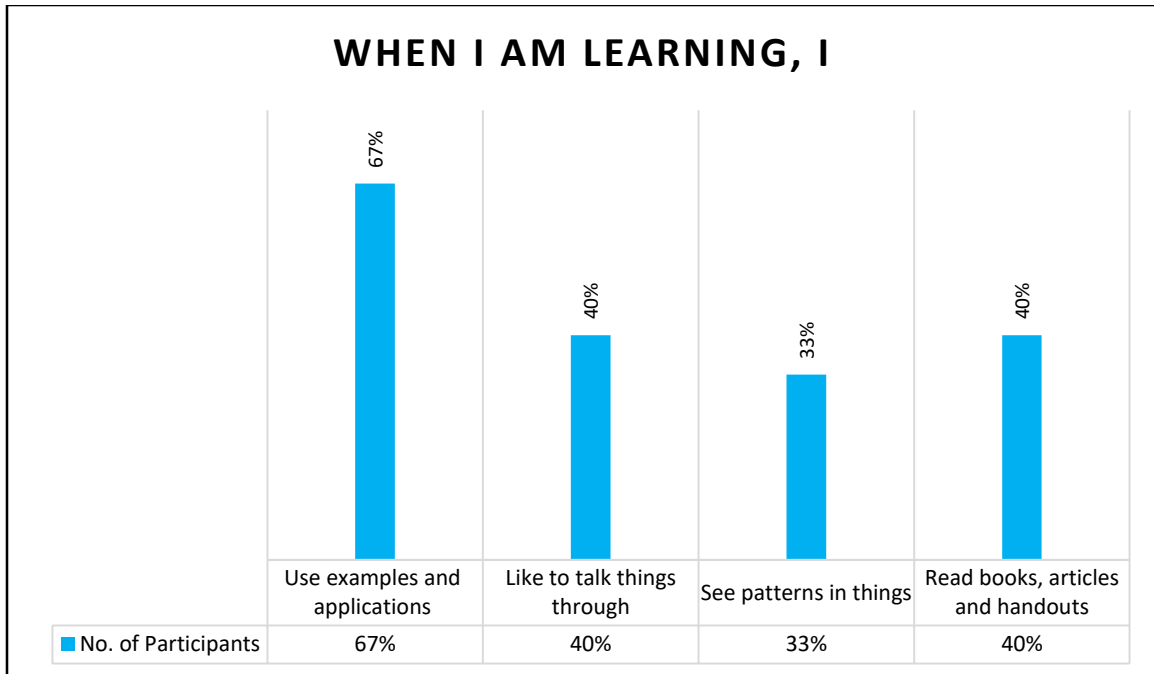 WHEN I AM LEARNING, I
67%
40%
33%
40%
Use examples and
applications
Like to talk things
through
See patterns in things
Read books, articles
and handouts
No. of Participants 67% 40% 33% 40%